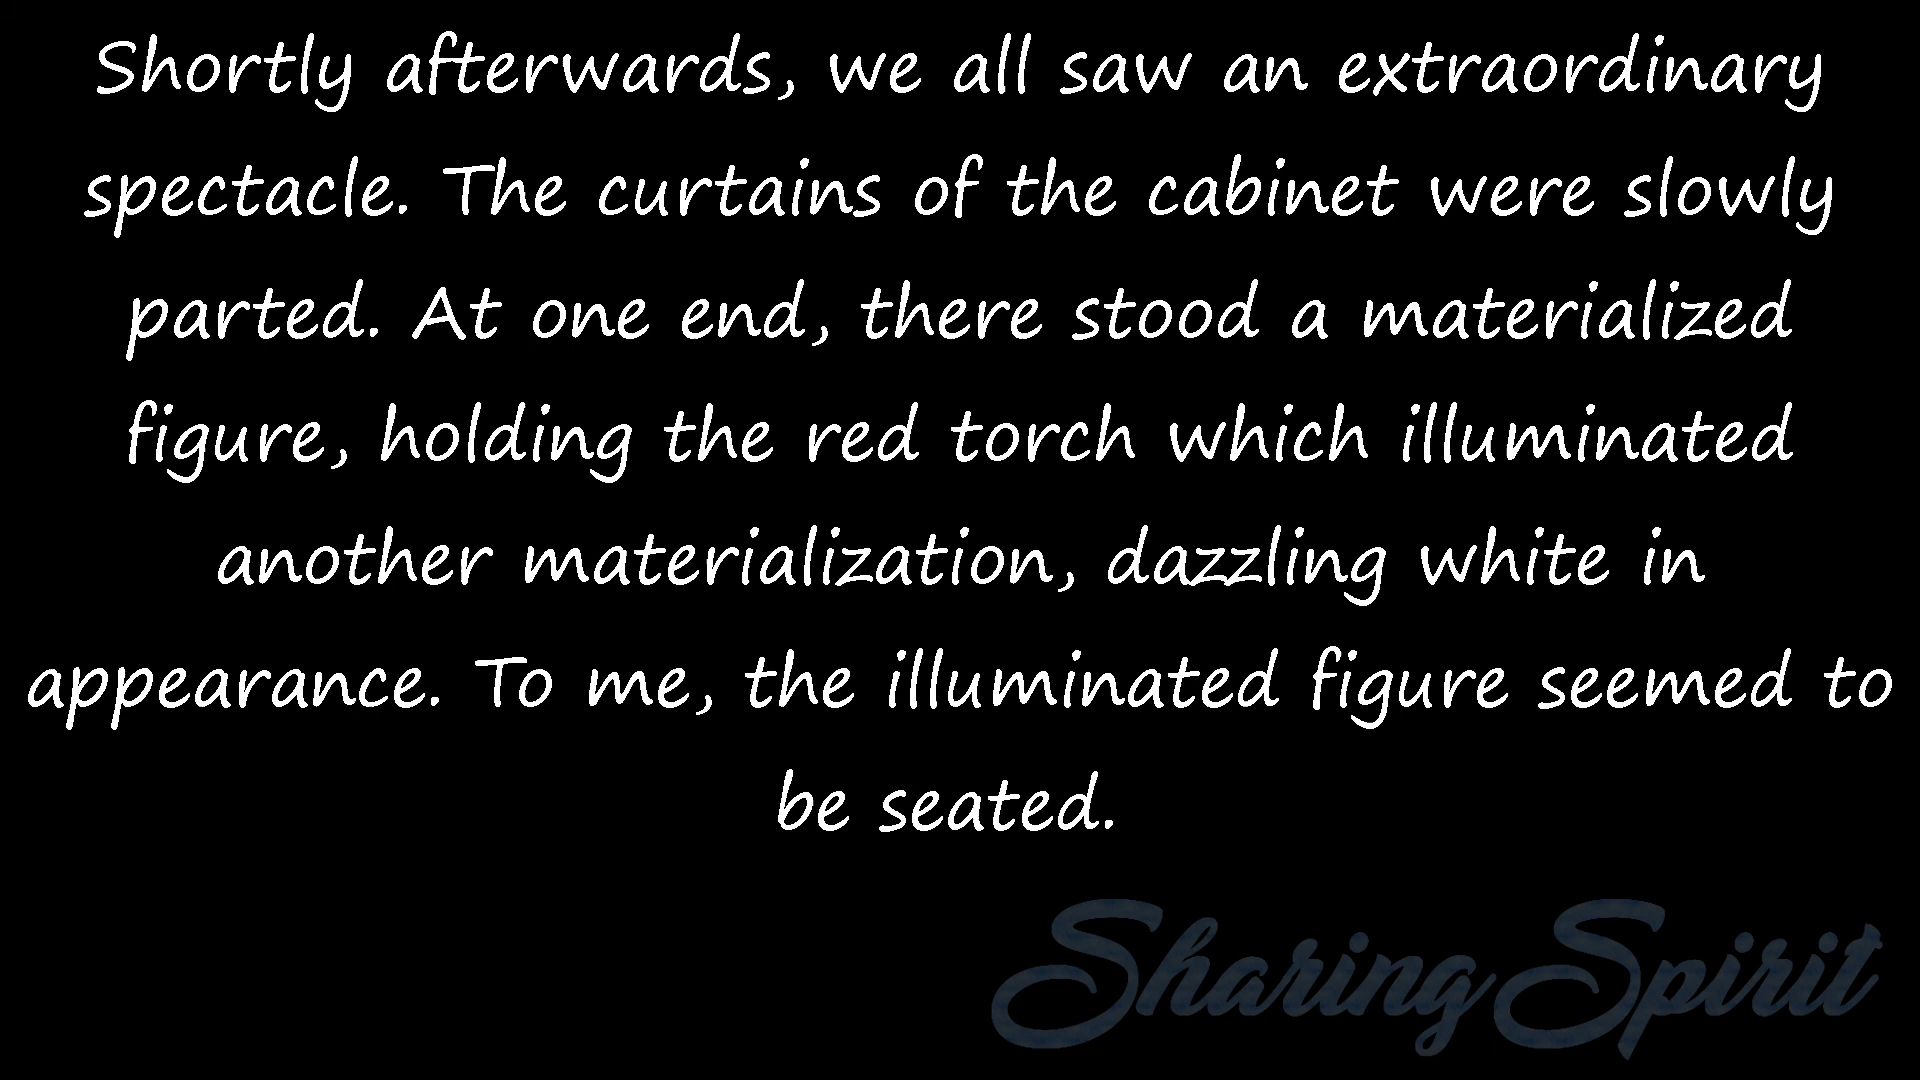 Shortly afterwards, we all saw an extraordinary
spectacle. The curtains of the cabinet were slowly
parted. At one end, there stood a materialized
figure, holding the red torch which illuminated
another materialization, dazzling white in
appearance. To me, the illuminated figure seemed to
be seated.
Sharing Spirit